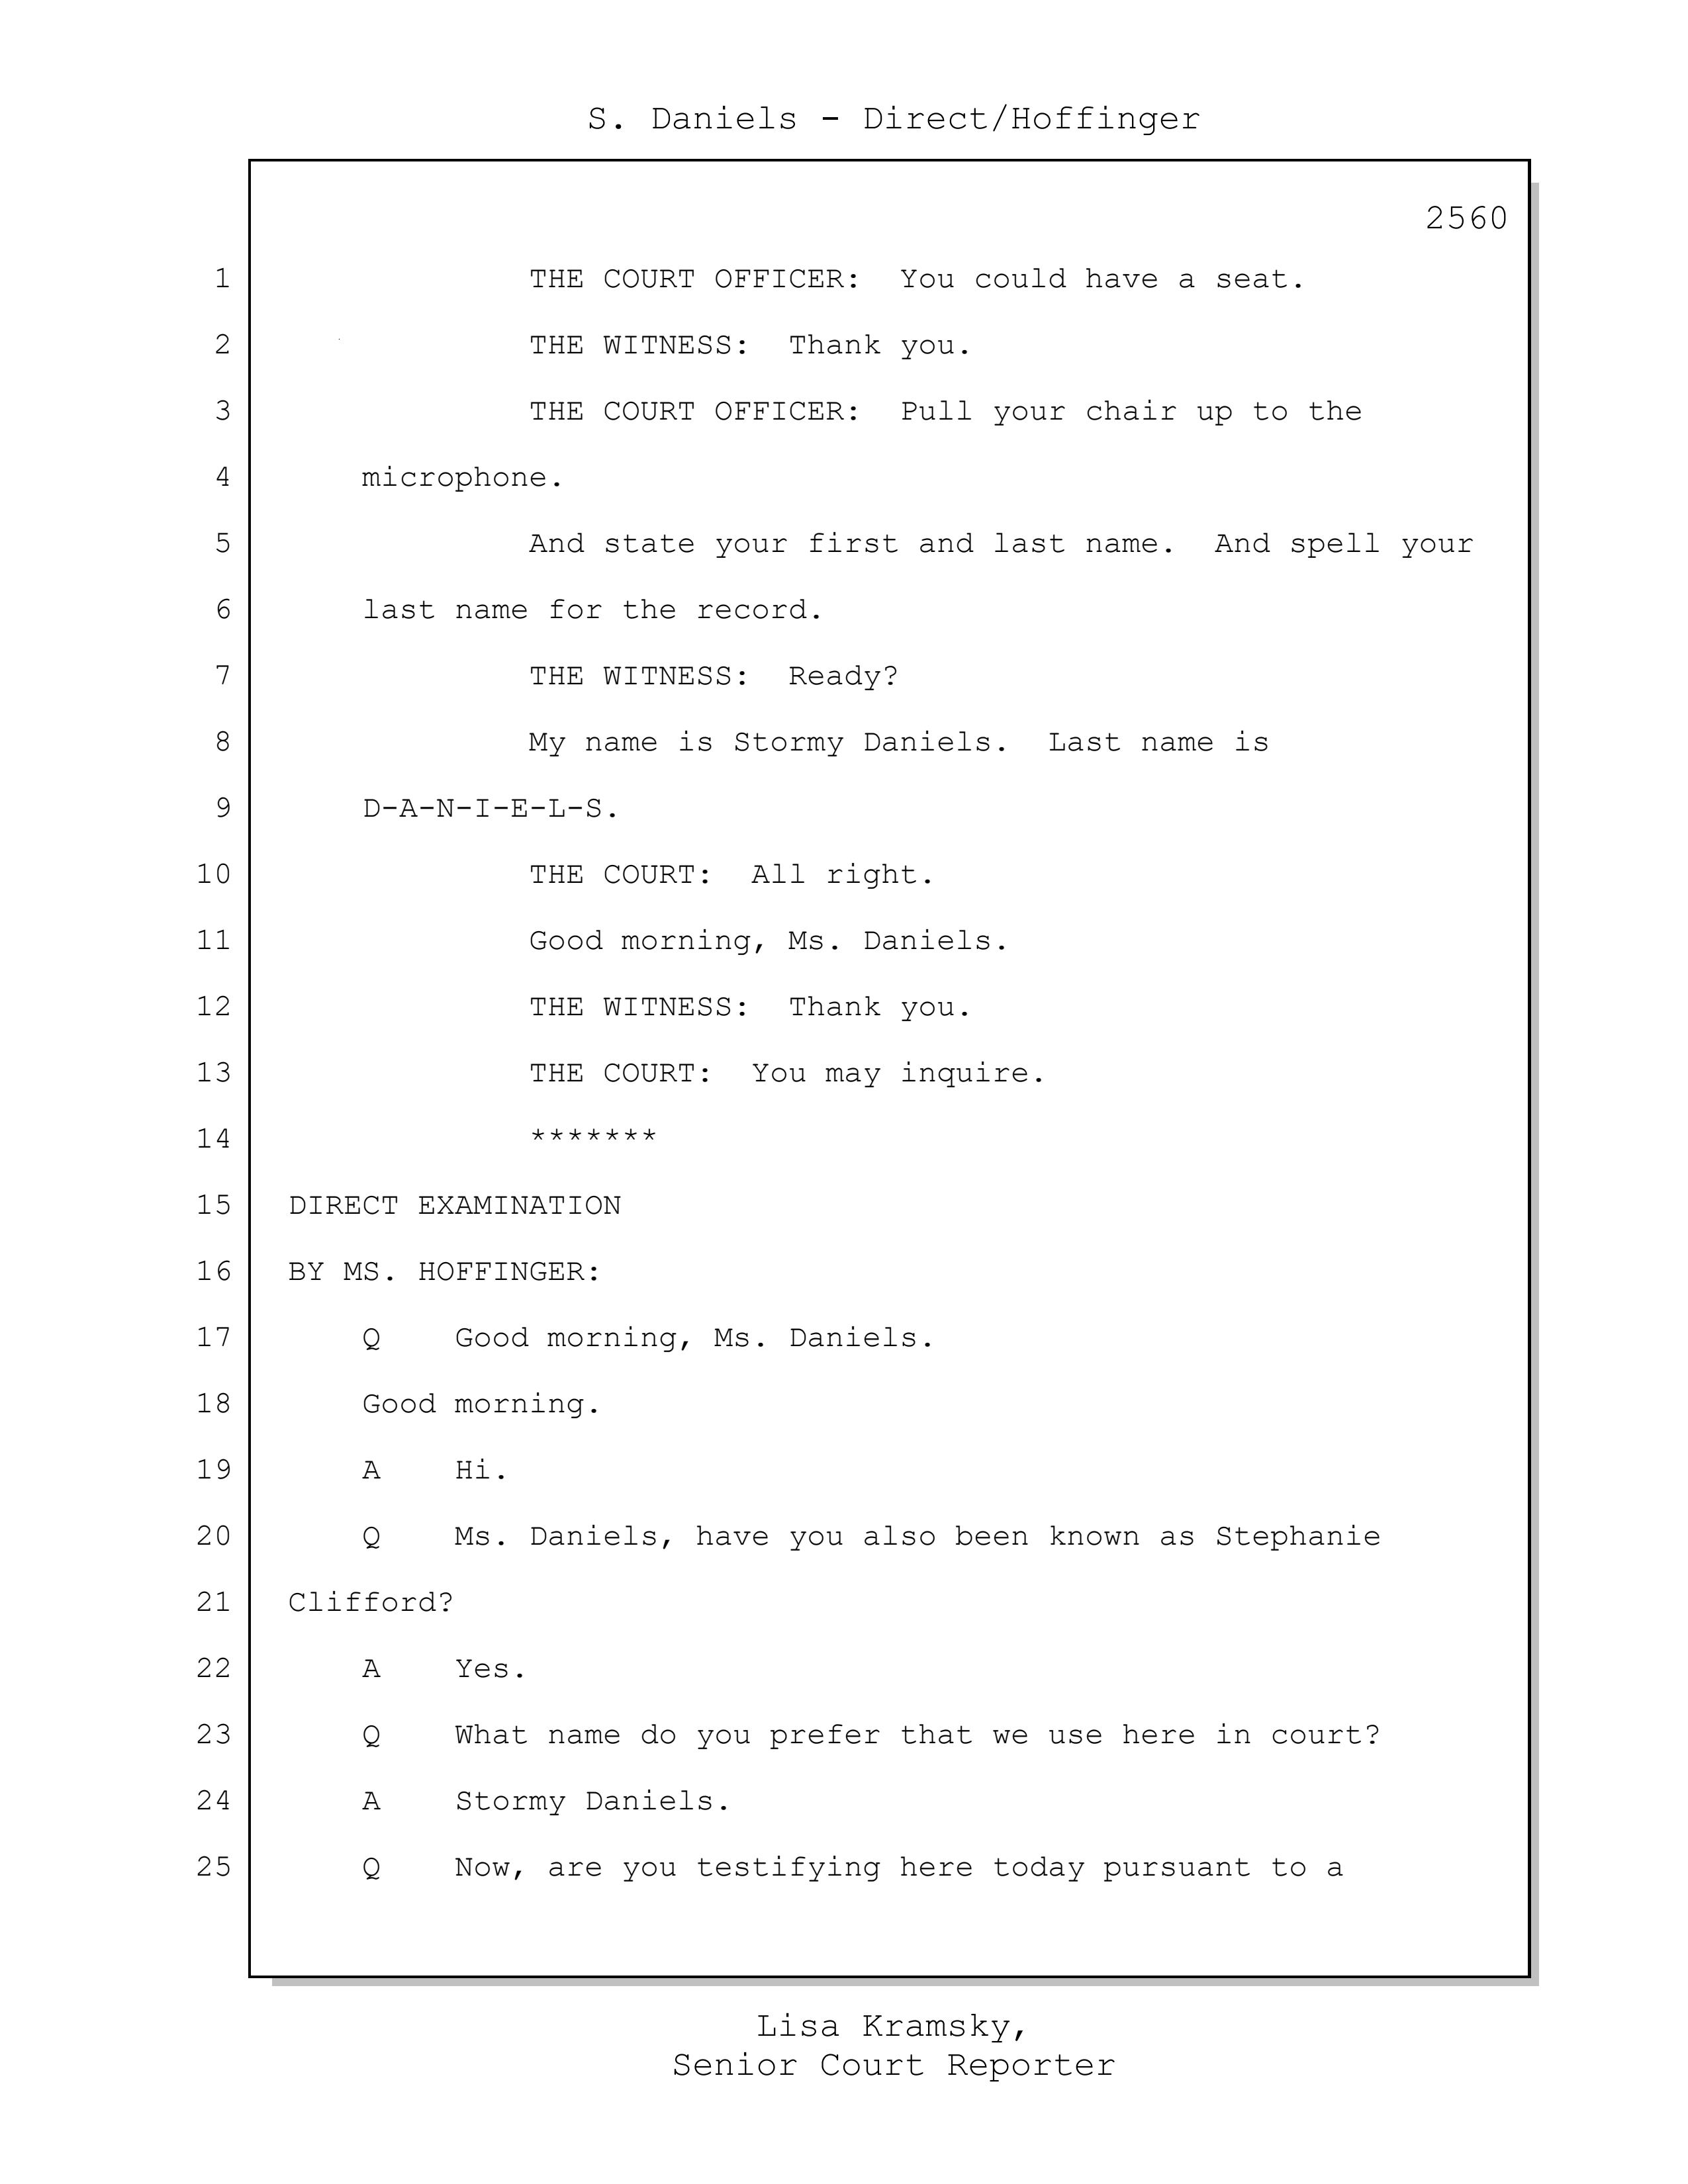 S. Daniels - Direct/Hoffinger
2560
1 THE COURT OFFICER: You could have a seat.
2 THE WITNESS: Thank you.
3 THE COURT OFFICER: Pull your chair up to the
4 microphone.
5 And state your first and last name. And spell your
6 last name for the record.
7 THE WITNESS: Ready?
8 My name is Stormy Daniels. Last name is
9 D-A-N-I-E-L-S.
10 THE COURT: All right.
11 Good morning, Ms. Daniels.
12 THE WITNESS: Thank you.
13 THE COURT: You may inquire.
14 *******
15 DIRECT EXAMINATION
16 BY MS. HOFFINGER:
17 Q Good morning, Ms. Daniels.
18 Good morning.
19 A Hi.
20 Q Ms. Daniels, have you also been known as Stephanie
21 Clifford?
22 A Yes.
23 Q What name do you prefer that we use here in court?
24 A Stormy Daniels.
25 Q Now, are you testifying here today pursuant to a
Lisa Kramsky,
Senior Court Reporter